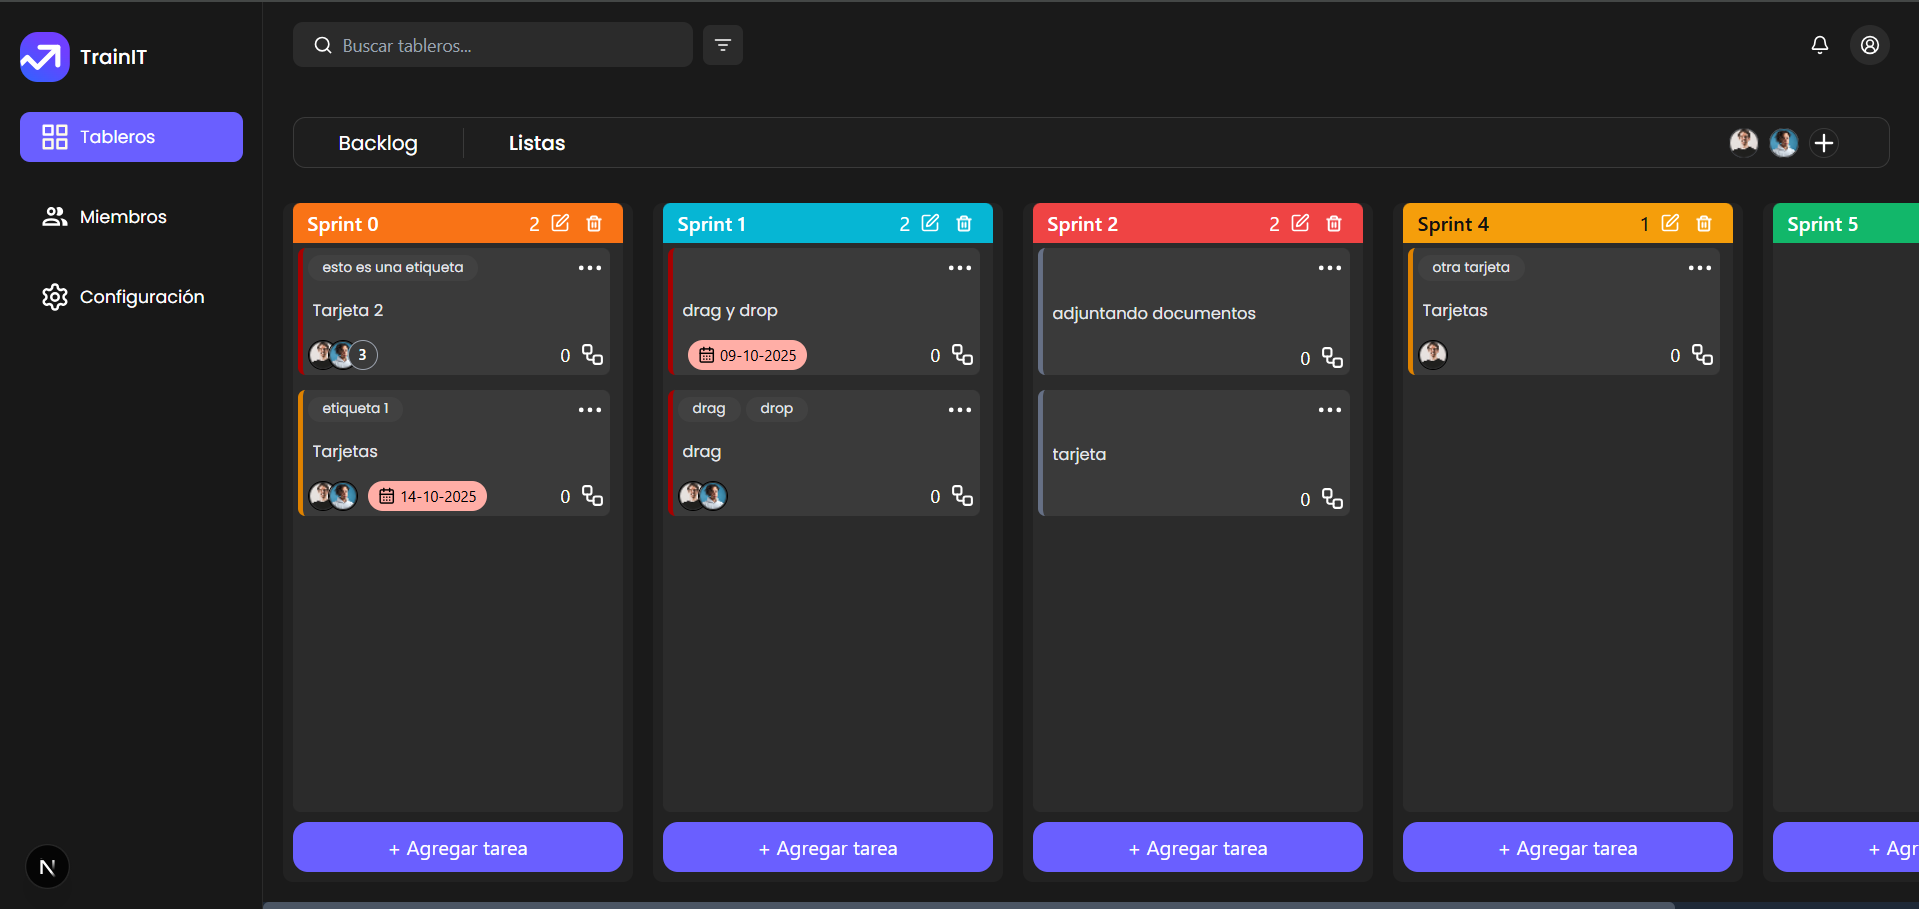 TrainIT
Buscar tableros...
Tableros
Miembros
Configuración
Backlog
Listas
Sprint 0 2
esto es una etiqueta
Tarjeta 2
3 0
etiqueta 1
Tarjetas
14-10-2025 0
+ Agregar tarea
Sprint 1 2
drag y drop
09-10-2025 0
drag drop
drag
0
+ Agregar tarea
Sprint 2 2
adjuntando documentos
0
tarjeta
0
+ Agregar tarea
Sprint 4 1
otra tarjeta
Tarjetas
0
+ Agregar tarea
Sprint 5
+ Agr
N